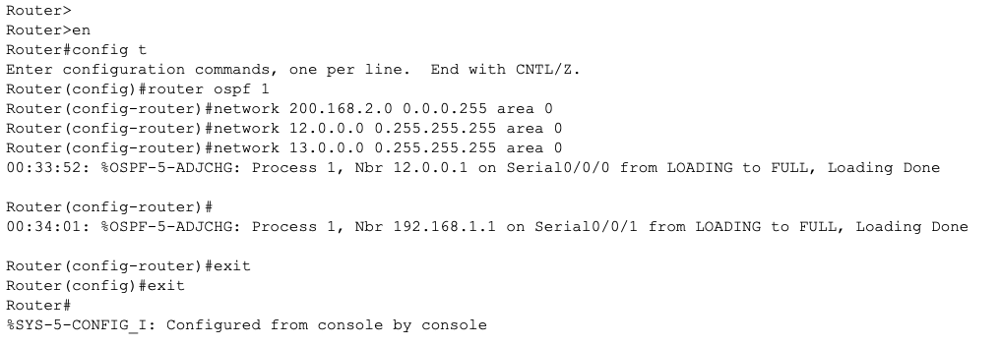 Router>
Router>en
Router#config t
Enter configuration commands, one per line.  End with CNTL/Z.
Router(config)#router ospf 1
Router(config-router)#network 200.168.2.0 0.0.0.255 area 0
Router(config-router)#network 12.0.0.0 0.255.255.255 area 0
Router(config-router)#network 13.0.0.0 0.255.255.255 area 0
00:33:52: %OSPF-5-ADJCHG: Process 1, Nbr 12.0.0.1 on Serial0/0/0 from LOADING to FULL, Loading Done
Router(config-router)#
00:34:01: %OSPF-5-ADJCHG: Process 1, Nbr 192.168.1.1 on Serial0/0/1 from LOADING to FULL, Loading Done
Router(config-router)#exit
Router(config)#exit
Router#
%SYS-5-CONFIG_I: Configured from console by console